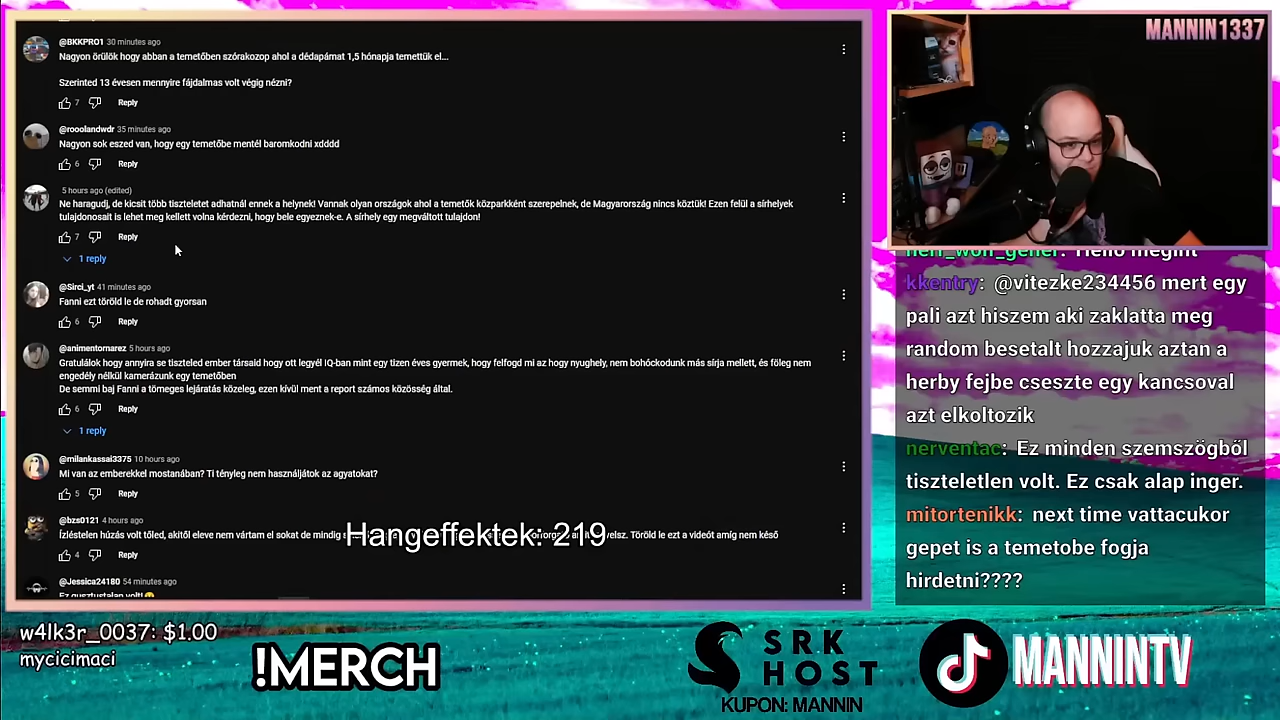 @BKKPRO1 30 minutes ago
Nagyon örülök hogy abban a temetőben szórakozop ahol a dédapámat 1,5 hónapja temettük el...
Szerinted 13 évesen mennyire fájdalmas volt végig nézni?
7 Reply
@rooolandwdr 35 minutes ago
Nagyon sok eszed van, hogy egy temetőbe mentél baromkodni xdddd
6 Reply
5 hours ago (edited)
Ne haragudj, de kicsit több tiszteletet adhatnál ennek a helynek! Vannak olyan országok ahol a temetők közparkként szerepelnek, de Magyarország nincs köztük! Ezen felül a sírhelyek
tulajdonosait is lehet meg kellett volna kérdezni, hogy bele egyeznek-e. A sírhely egy megváltott tulajdon!
7 Reply
1 reply
@Sirci_yt 41 minutes ago
Fanni ezt töröld le de rohadt gyorsan
6 Reply
@animentornarez 5 hours ago
Gratulálok hogy annyira se tiszteled ember társaid hogy ott legyél IQ-ban mint egy tizen éves gyermek, hogy felfogd mi az hogy nyughely, nem bohóckodunk más sírja mellett, és föleg nem
engedély nélkül kamerázunk egy temetőben
De semmi baj Fanni a tömeges lejáratás közeleg, ezen kívül ment a report számos közösség által.
6 Reply
1 reply
@milankassai3375 10 hours ago
Mi van az emberekkel mostanában? Ti tényleg nem használjátok az agyatokat?
5 Reply
@bzs0121 4 hours ago
Ízléstelen húzás volt tőled, akitől eleve nem vártam el sokat de mindig velsz. Töröld le ezt a videót amíg nem késő
Hangeffektek: 219
4 Reply
@Jessica24180 54 minutes ago
Ez gusztustalan volt!
MANNIN1337
herr_wolf_gener: Hello megint
kkentry: @vitezke234456 mert egy
pali azt hiszem aki zaklatta meg
random besetalt hozzajuk aztan a
herby fejbe cseszte egy kancsoval
azt elkoltozik
nerventac: Ez minden szemszögből
tiszteletlen volt. Ez csak alap inger.
mitortenikk: next time vattacukor
gepet is a temetobe fogja
hirdetni????
w4lk3r_0037: $1.00
mycicimaci
!MERCH
SRK
HOST
KUPON: MANNIN
MANNINTV